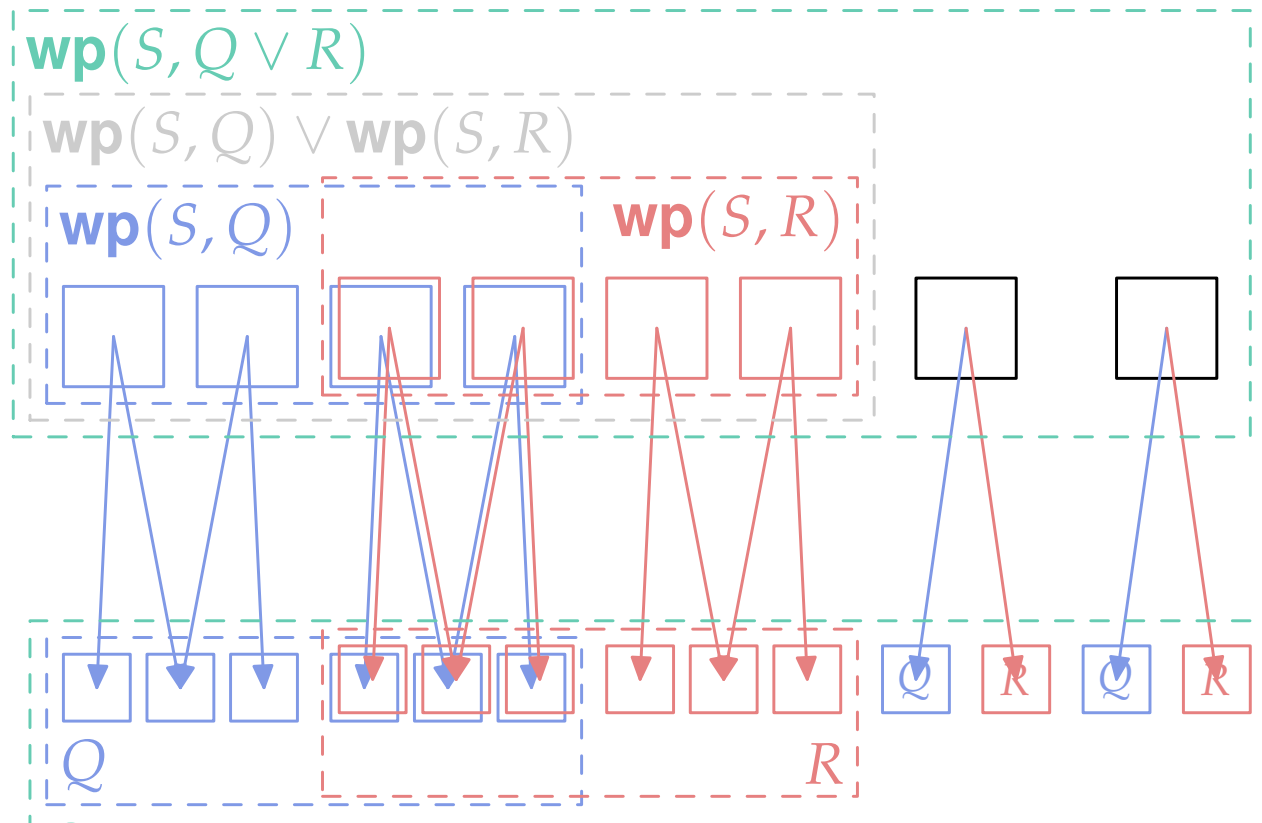 wp(S, Q ∨ R)
wp(S, Q) ∨ wp(S, R)
wp(S, Q)
wp(S, R)
Q R Q R
Q
R